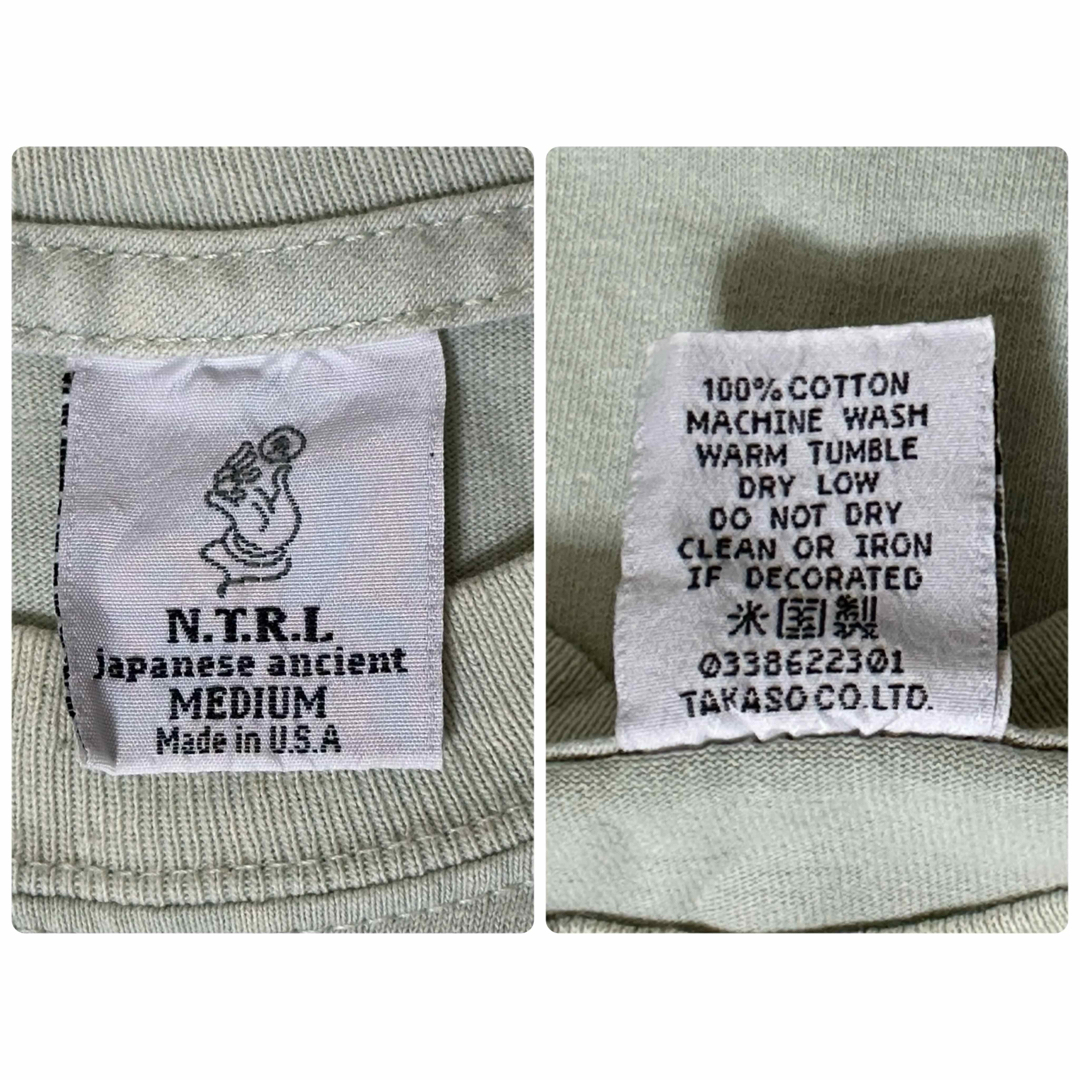 N.T.R.L
japanese ancient
MEDIUM
Made in U.S.A
100% COTTON
MACHINE WASH
WARM TUMBLE
DRY LOW
DO NOT DRY
CLEAN OR IRON
IF DECORATED
米国製
0338622301
TAKASO CO.LTD.